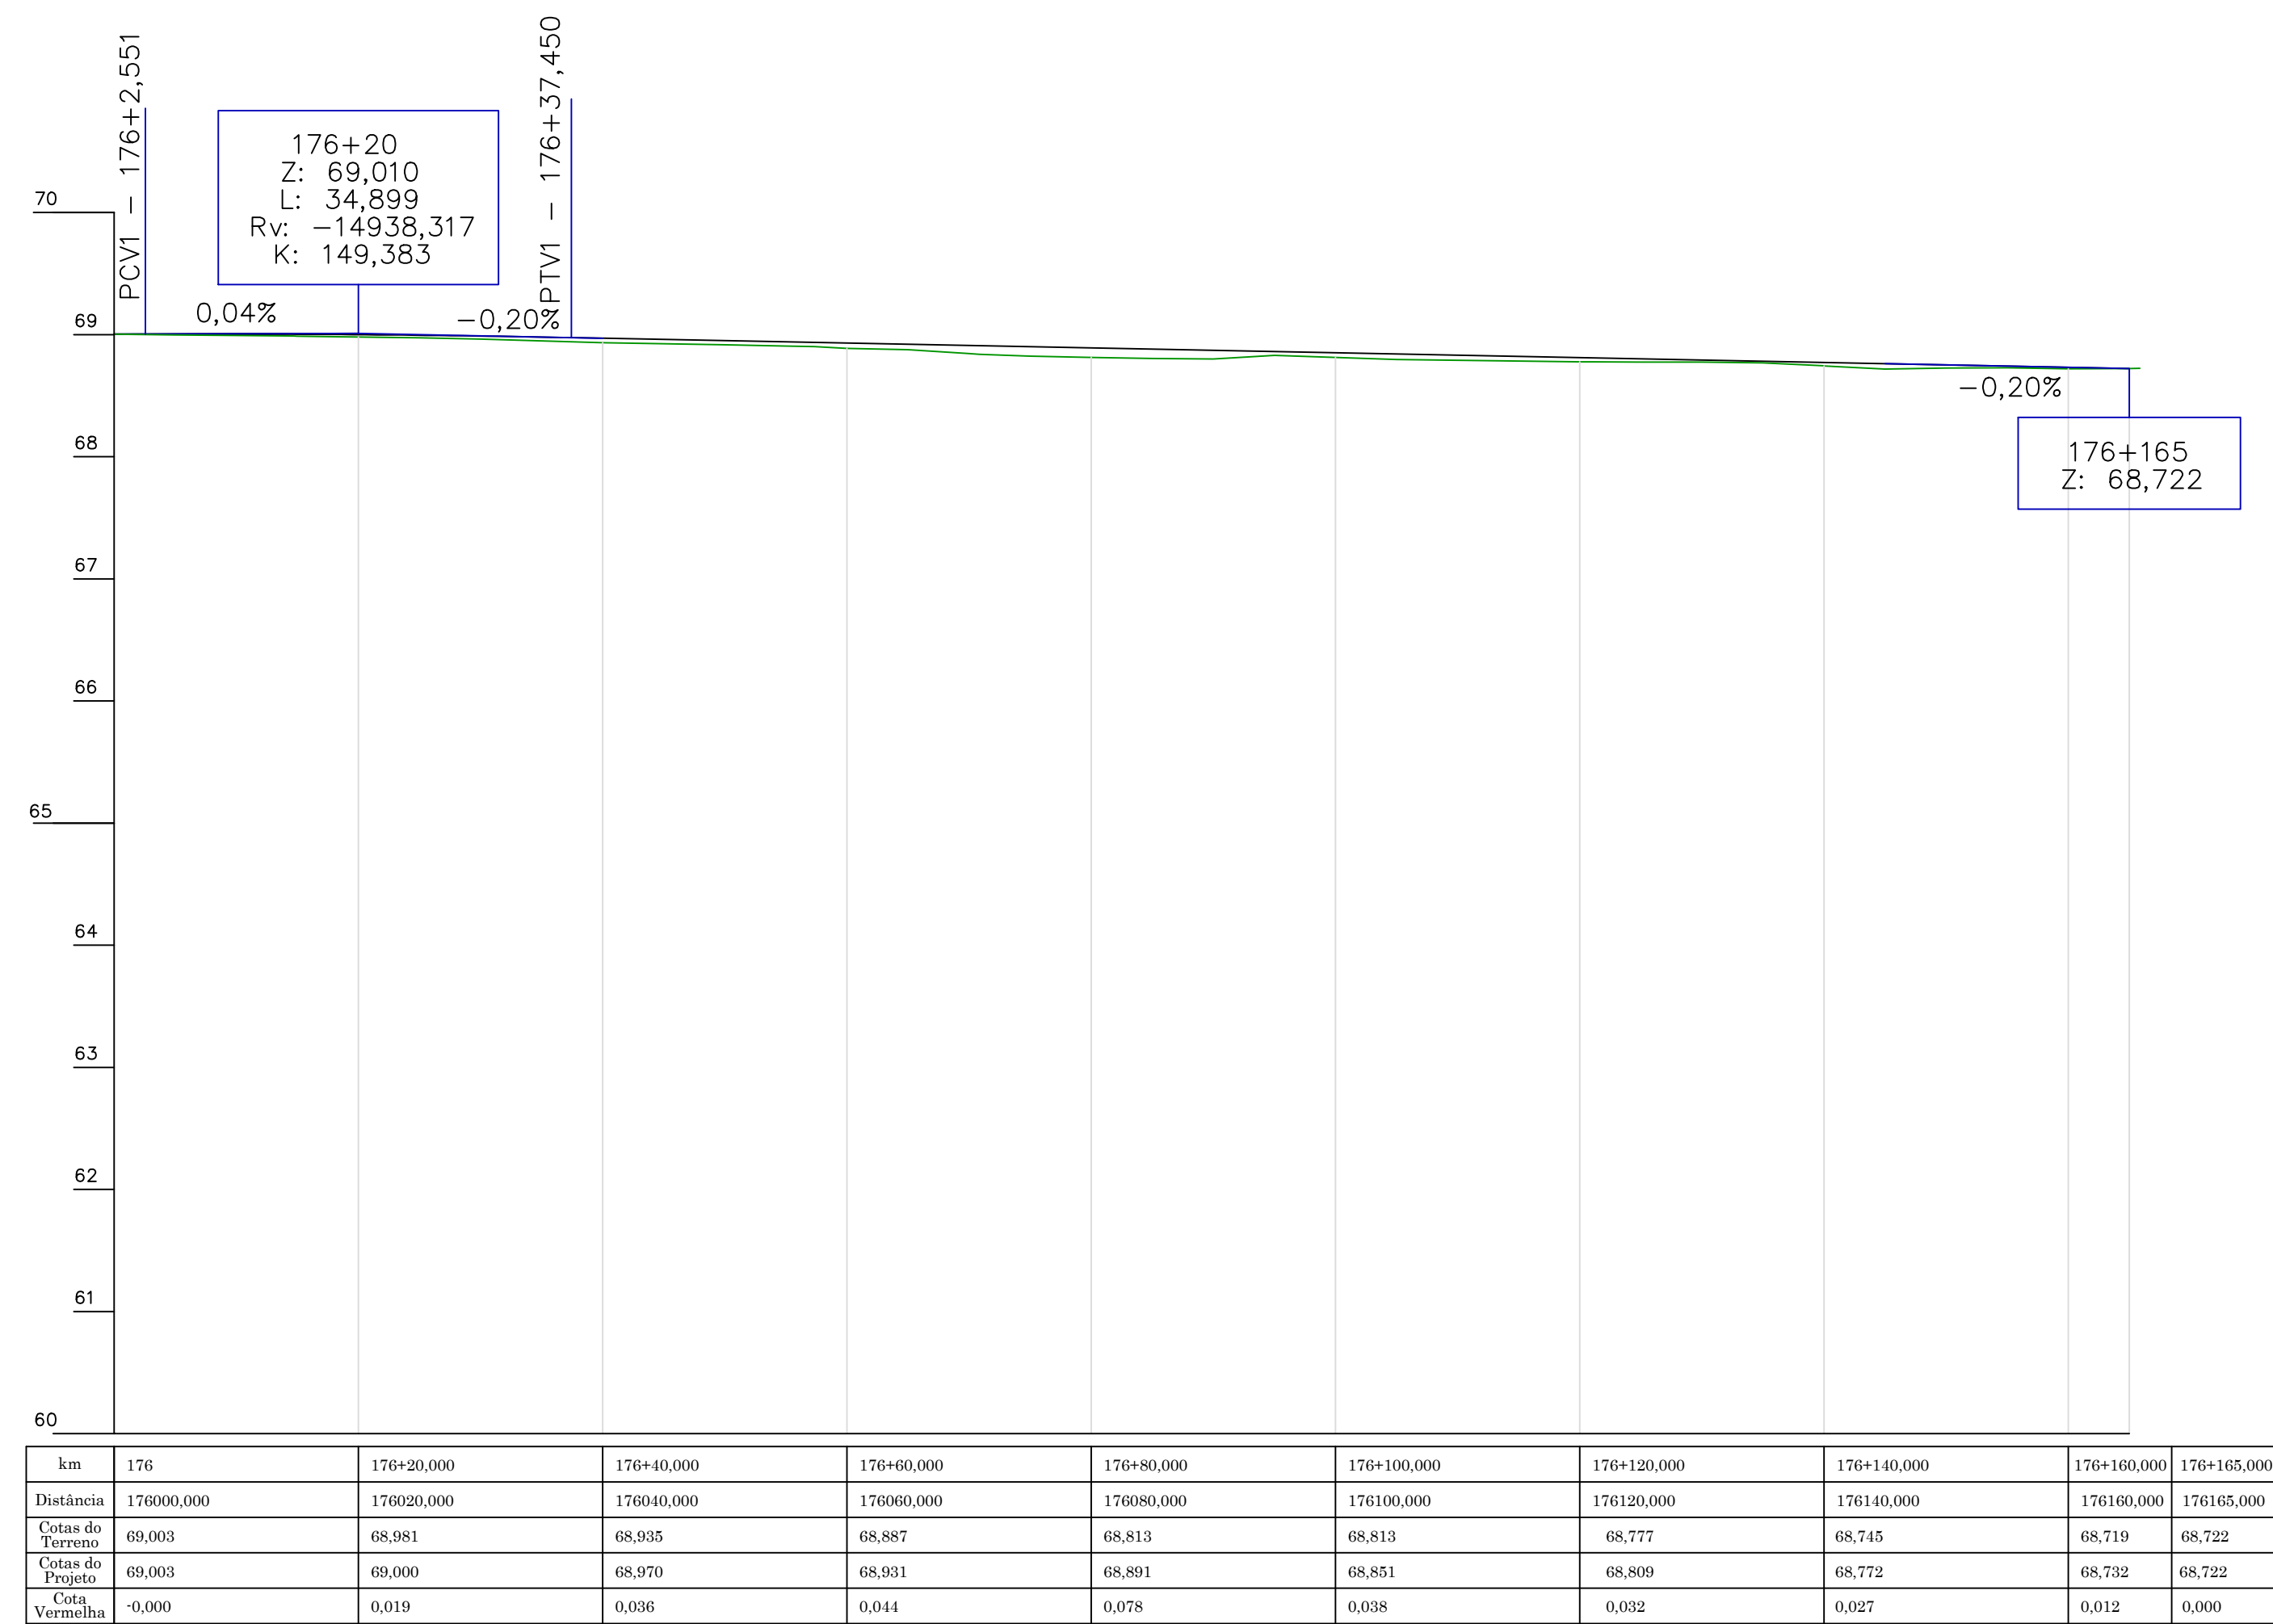 PCV1 - 176+2,551
PTV1 - 176+37,450
176+20
Z: 69,010
L: 34,899
Rv: -14938,317
K: 149,383
0,04%
-0,20%
-0,20%
176+165
Z: 68,722
70
69
68
67
66
65
64
63
62
61
60
km 176 176+20,000 176+40,000 176+60,000 176+80,000 176+100,000 176+120,000 176+140,000 176+160,000 176+165,000
Distância 176000,000 176020,000 176040,000 176060,000 176080,000 176100,000 176120,000 176140,000 176160,000 176165,000
Cotas do
Terreno 69,003 68,981 68,935 68,887 68,813 68,813 68,777 68,745 68,719 68,722
Cotas do
Projeto 69,003 69,000 68,970 68,931 68,891 68,851 68,809 68,772 68,732 68,722
Cota
Vermelha -0,000 0,019 0,036 0,044 0,078 0,038 0,032 0,027 0,012 0,000